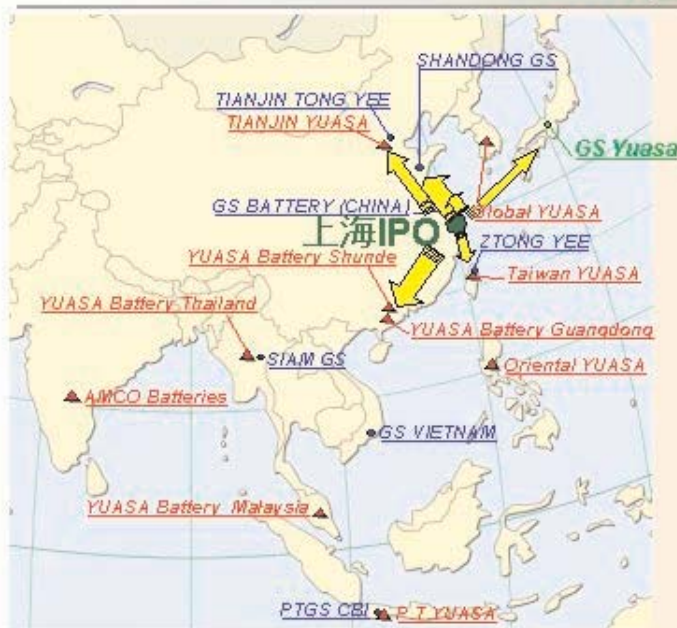 SHANDONG GS
TIANJIN TONG YEE
TIANJIN YUASA
GS Yuasa
GS BATTERY (CHINA)
Global YUASA
上海IPO
ZTONG YEE
YUASA Battery Shunde
Taiwan YUASA
YUASA Battery Thailand
YUASA Battery Guangdong
SIAM GS
Oriental YUASA
AMCO Batteries
GS VIETNAM
YUASA Battery Malaysia
PTGS CBI
P T YUASA